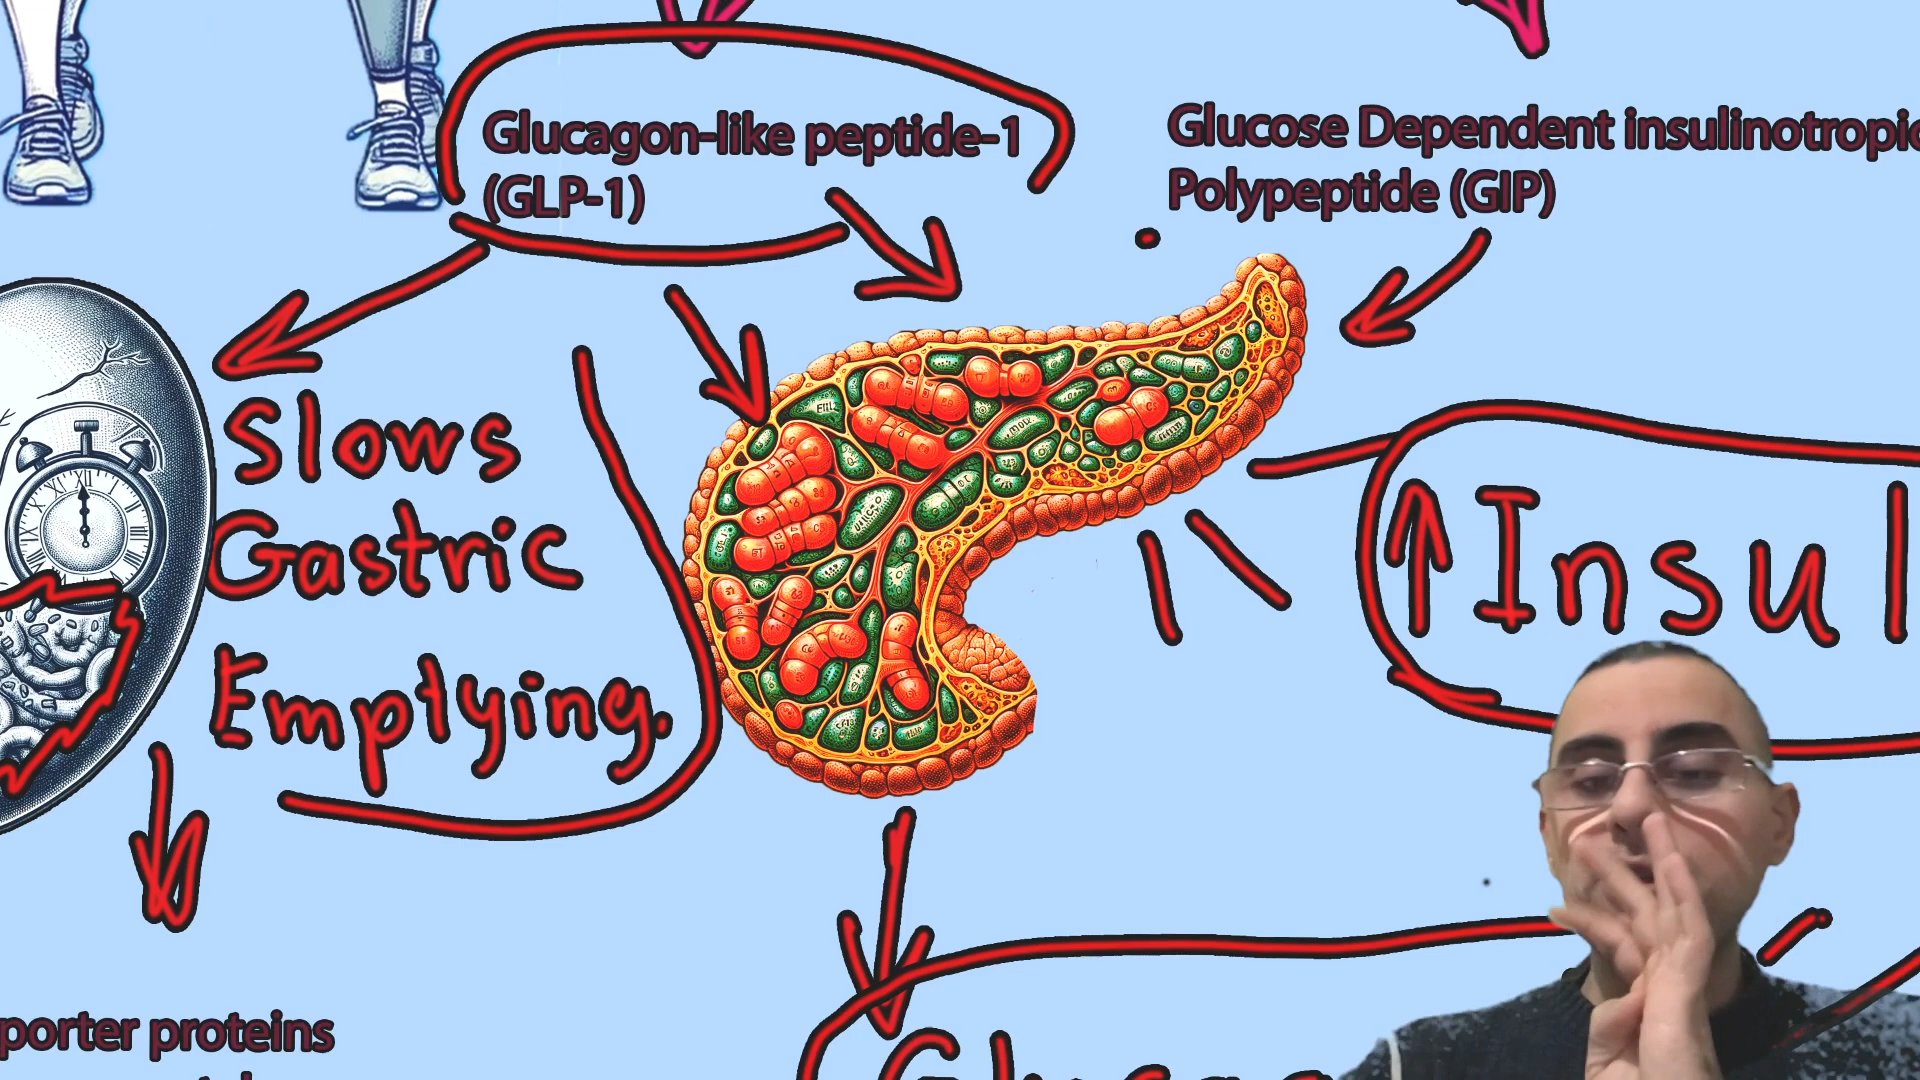 Glucagon-like peptide-1
(GLP-1)
Glucose Dependent insulinotropic
Polypeptide (GIP)
Slows
Gastric
Emptying.
↑ Insul
porter proteins